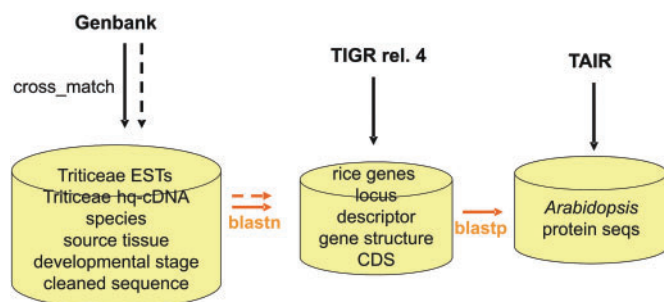 Genbank
cross_match
TIGR rel. 4
TAIR
Triticeae ESTs
Triticeae hq-cDNA
species
source tissue
developmental stage
cleaned sequence
blastn
rice genes
locus
descriptor
gene structure
CDS
blastp
Arabidopsis
protein seqs